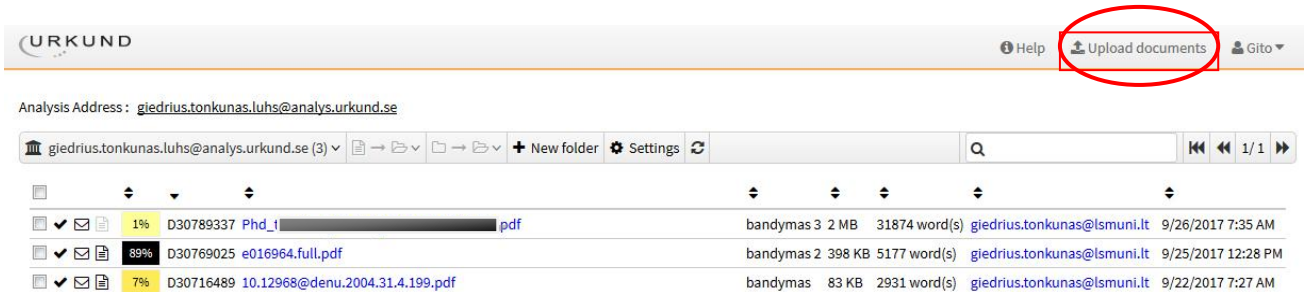 URKUND
Help Upload documents Gito
Analysis Address : giedrius.tonkunas.luhs@analys.urkund.se
giedrius.tonkunas.luhs@analys.urkund.se (3) New folder Settings 1/ 1
1% D30789337 Phd_t pdf bandymas 3 2 MB 31874 word(s) giedrius.tonkunas@lsmuni.lt 9/26/2017 7:35 AM
89% D30769025 e016964.full.pdf bandymas 2 398 KB 5177 word(s) giedrius.tonkunas@lsmuni.lt 9/25/2017 12:28 PM
7% D30716489 10.12968@denu.2004.31.4.199.pdf bandymas 83 KB 2931 word(s) giedrius.tonkunas@lsmuni.lt 9/22/2017 7:27 AM